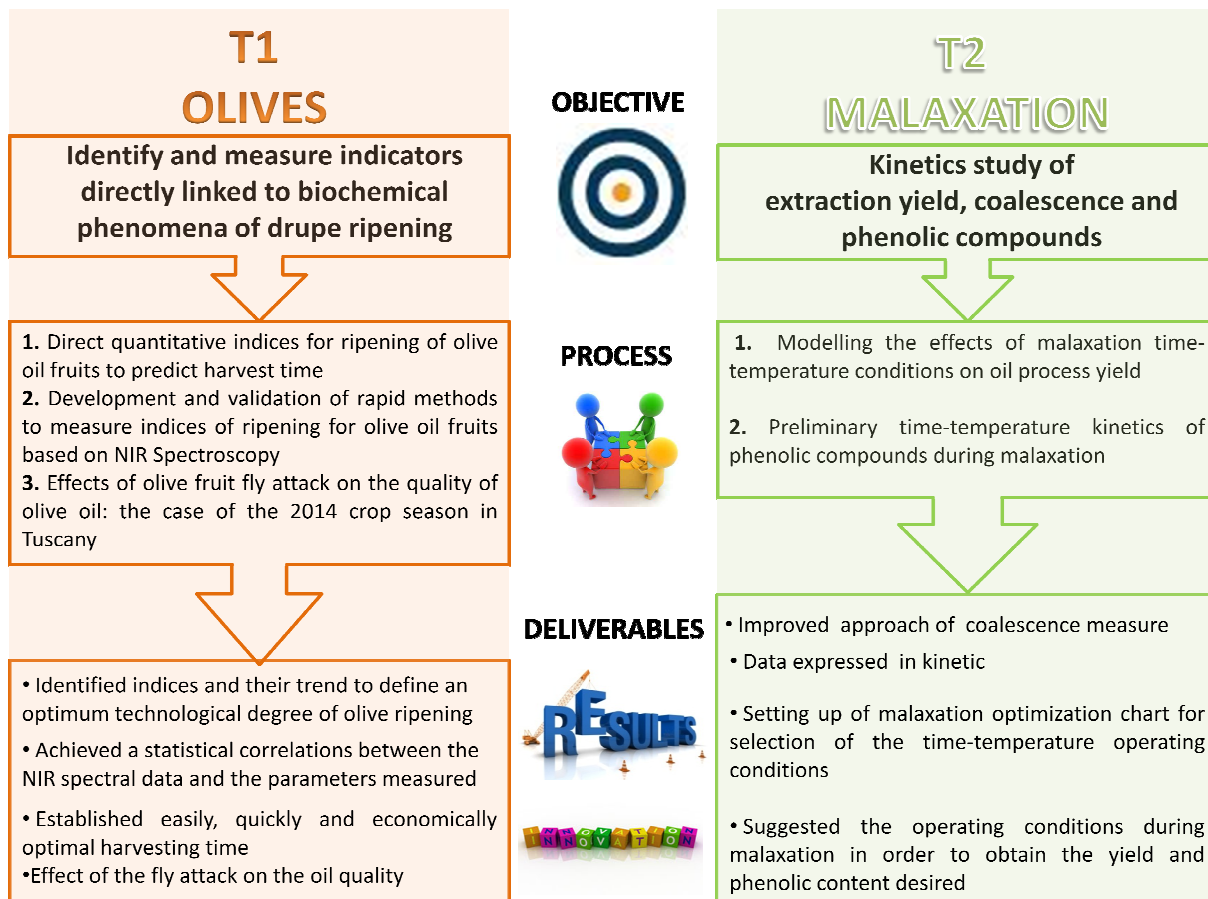 T1
OLIVES
Identify and measure indicators
directly linked to biochemical
phenomena of drupe ripening
1. Direct quantitative indices for ripening of olive
oil fruits to predict harvest time
2. Development and validation of rapid methods
to measure indices of ripening for olive oil fruits
based on NIR Spectroscopy
3. Effects of olive fruit fly attack on the quality of
olive oil: the case of the 2014 crop season in
Tuscany
• Identified indices and their trend to define an
optimum technological degree of olive ripening
• Achieved a statistical correlations between the
NIR spectral data and the parameters measured
• Established easily, quickly and economically
optimal harvesting time
•Effect of the fly attack on the oil quality
OBJECTIVE
PROCESS
DELIVERABLES
RESULTS
INNOVATION
T2
MALAXATION
Kinetics study of
extraction yield, coalescence and
phenolic compounds
1. Modelling the effects of malaxation time-
temperature conditions on oil process yield
2. Preliminary time-temperature kinetics of
phenolic compounds during malaxation
• Improved approach of coalescence measure
• Data expressed in kinetic
• Setting up of malaxation optimization chart for
selection of the time-temperature operating
conditions
• Suggested the operating conditions during
malaxation in order to obtain the yield and
phenolic content desired